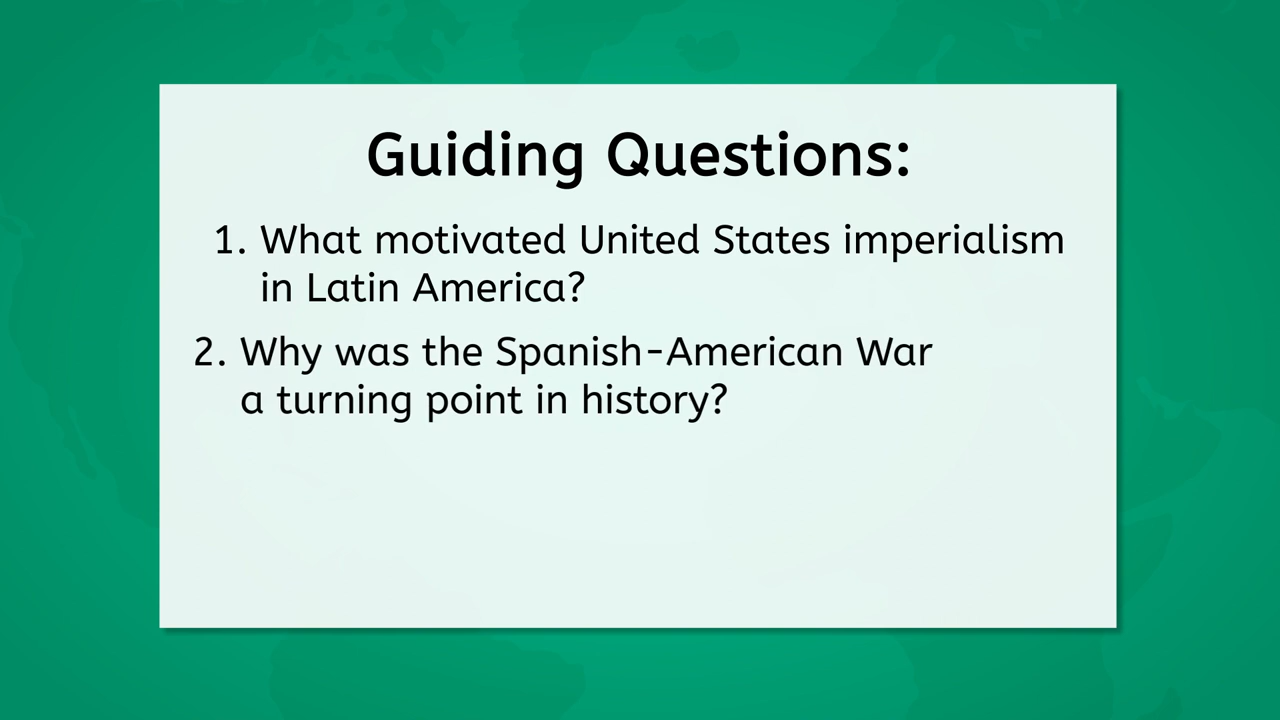 Guiding Questions:
1. What motivated United States imperialism
in Latin America?
2. Why was the Spanish-American War
a turning point in history?